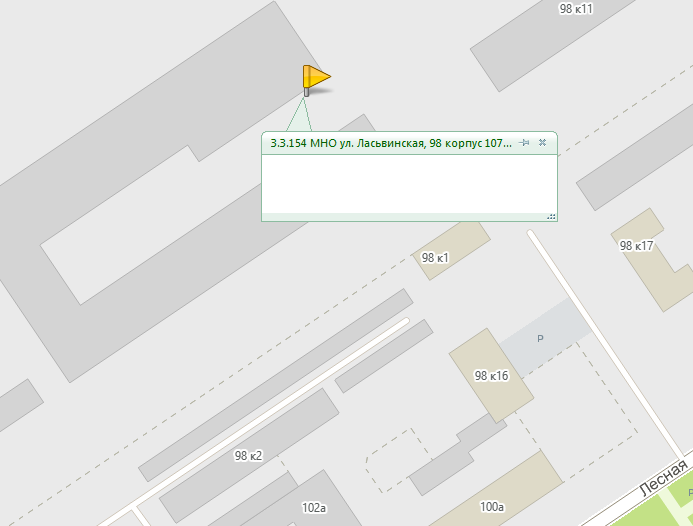 98 к11
3.3.154 МНО ул. Ласьвинская, 98 корпус 107...
98 к17
98 к1
P
98 к16
98 к2
Лесная
P
102а
100а